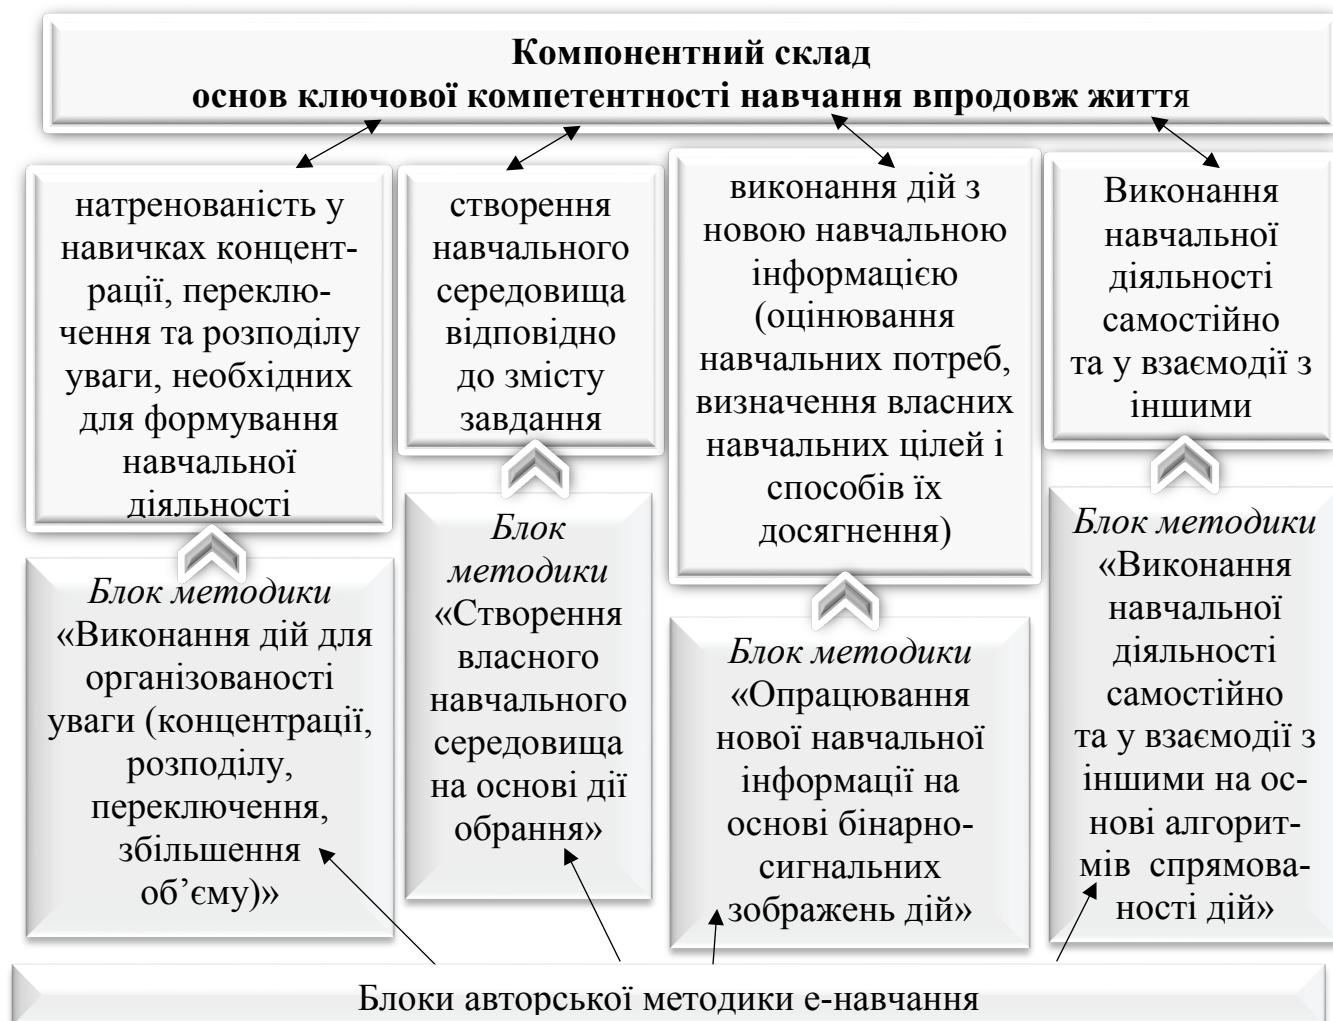 Компонентний склад
основ ключової компетентності навчання впродовж життя
натренованість у
навичках концент-
рації, переклю-
чення та розподілу
уваги, необхідних
для формування
навчальної
діяльності
створення
навчального
середовища
відповідно
до змісту
завдання
виконання дій з
новою навчальною
інформацією
(оцінювання
навчальних потреб,
визначення власних
навчальних цілей і
способів їх
досягнення)
Виконання
навчальної
діяльності
самостійно
та у взаємодії з
іншими
Блок методики
«Виконання дій для
організованості
уваги (концентрації,
розподілу,
переключення,
збільшення
об’єму)»
Блок
методики
«Створення
власного
навчального
середовища
на основі дії
обрання»
Блок методики
«Опрацювання
нової навчальної
інформації на
основі бінарно-
сигнальних
зображень дій»
Блок методики
«Виконання
навчальної
діяльності
самостійно
та у взаємодії з
іншими на ос-
нові алгорит-
мів спрямова-
ності дій»
Блоки авторської методики е-навчання